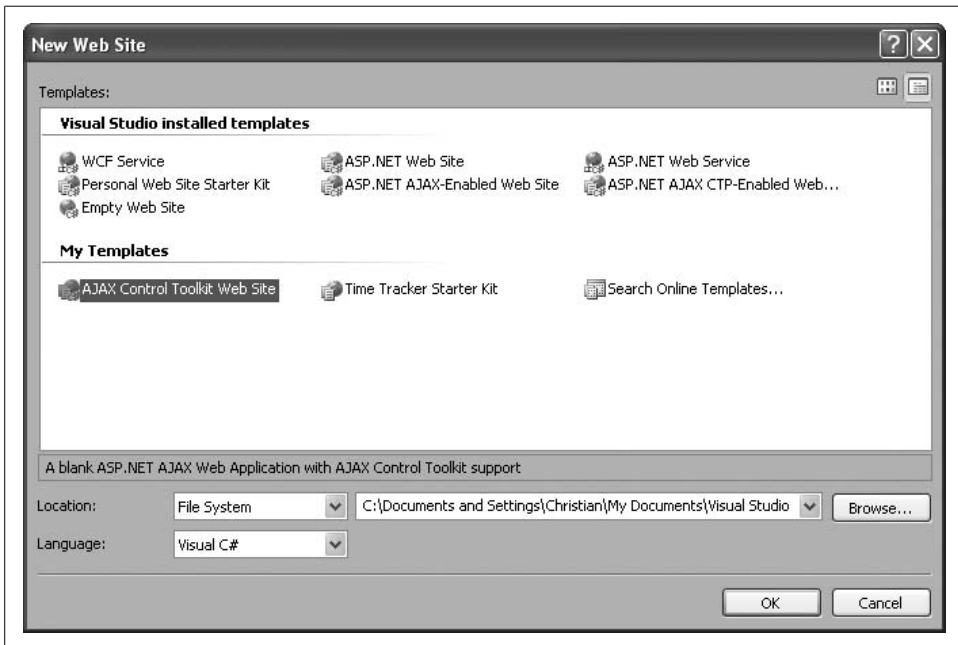 New Web Site
Templates:
Visual Studio installed templates
WCF Service ASP.NET Web Site ASP.NET Web Service
Personal Web Site Starter Kit ASP.NET AJAX-Enabled Web Site ASP.NET AJAX CTP-Enabled Web...
Empty Web Site
My Templates
AJAX Control Toolkit Web Site Time Tracker Starter Kit Search Online Templates...
A blank ASP.NET AJAX Web Application with AJAX Control Toolkit support
Location: File System C:\Documents and Settings\Christian\My Documents\Visual Studio Browse...
Language: Visual C#
OK Cancel